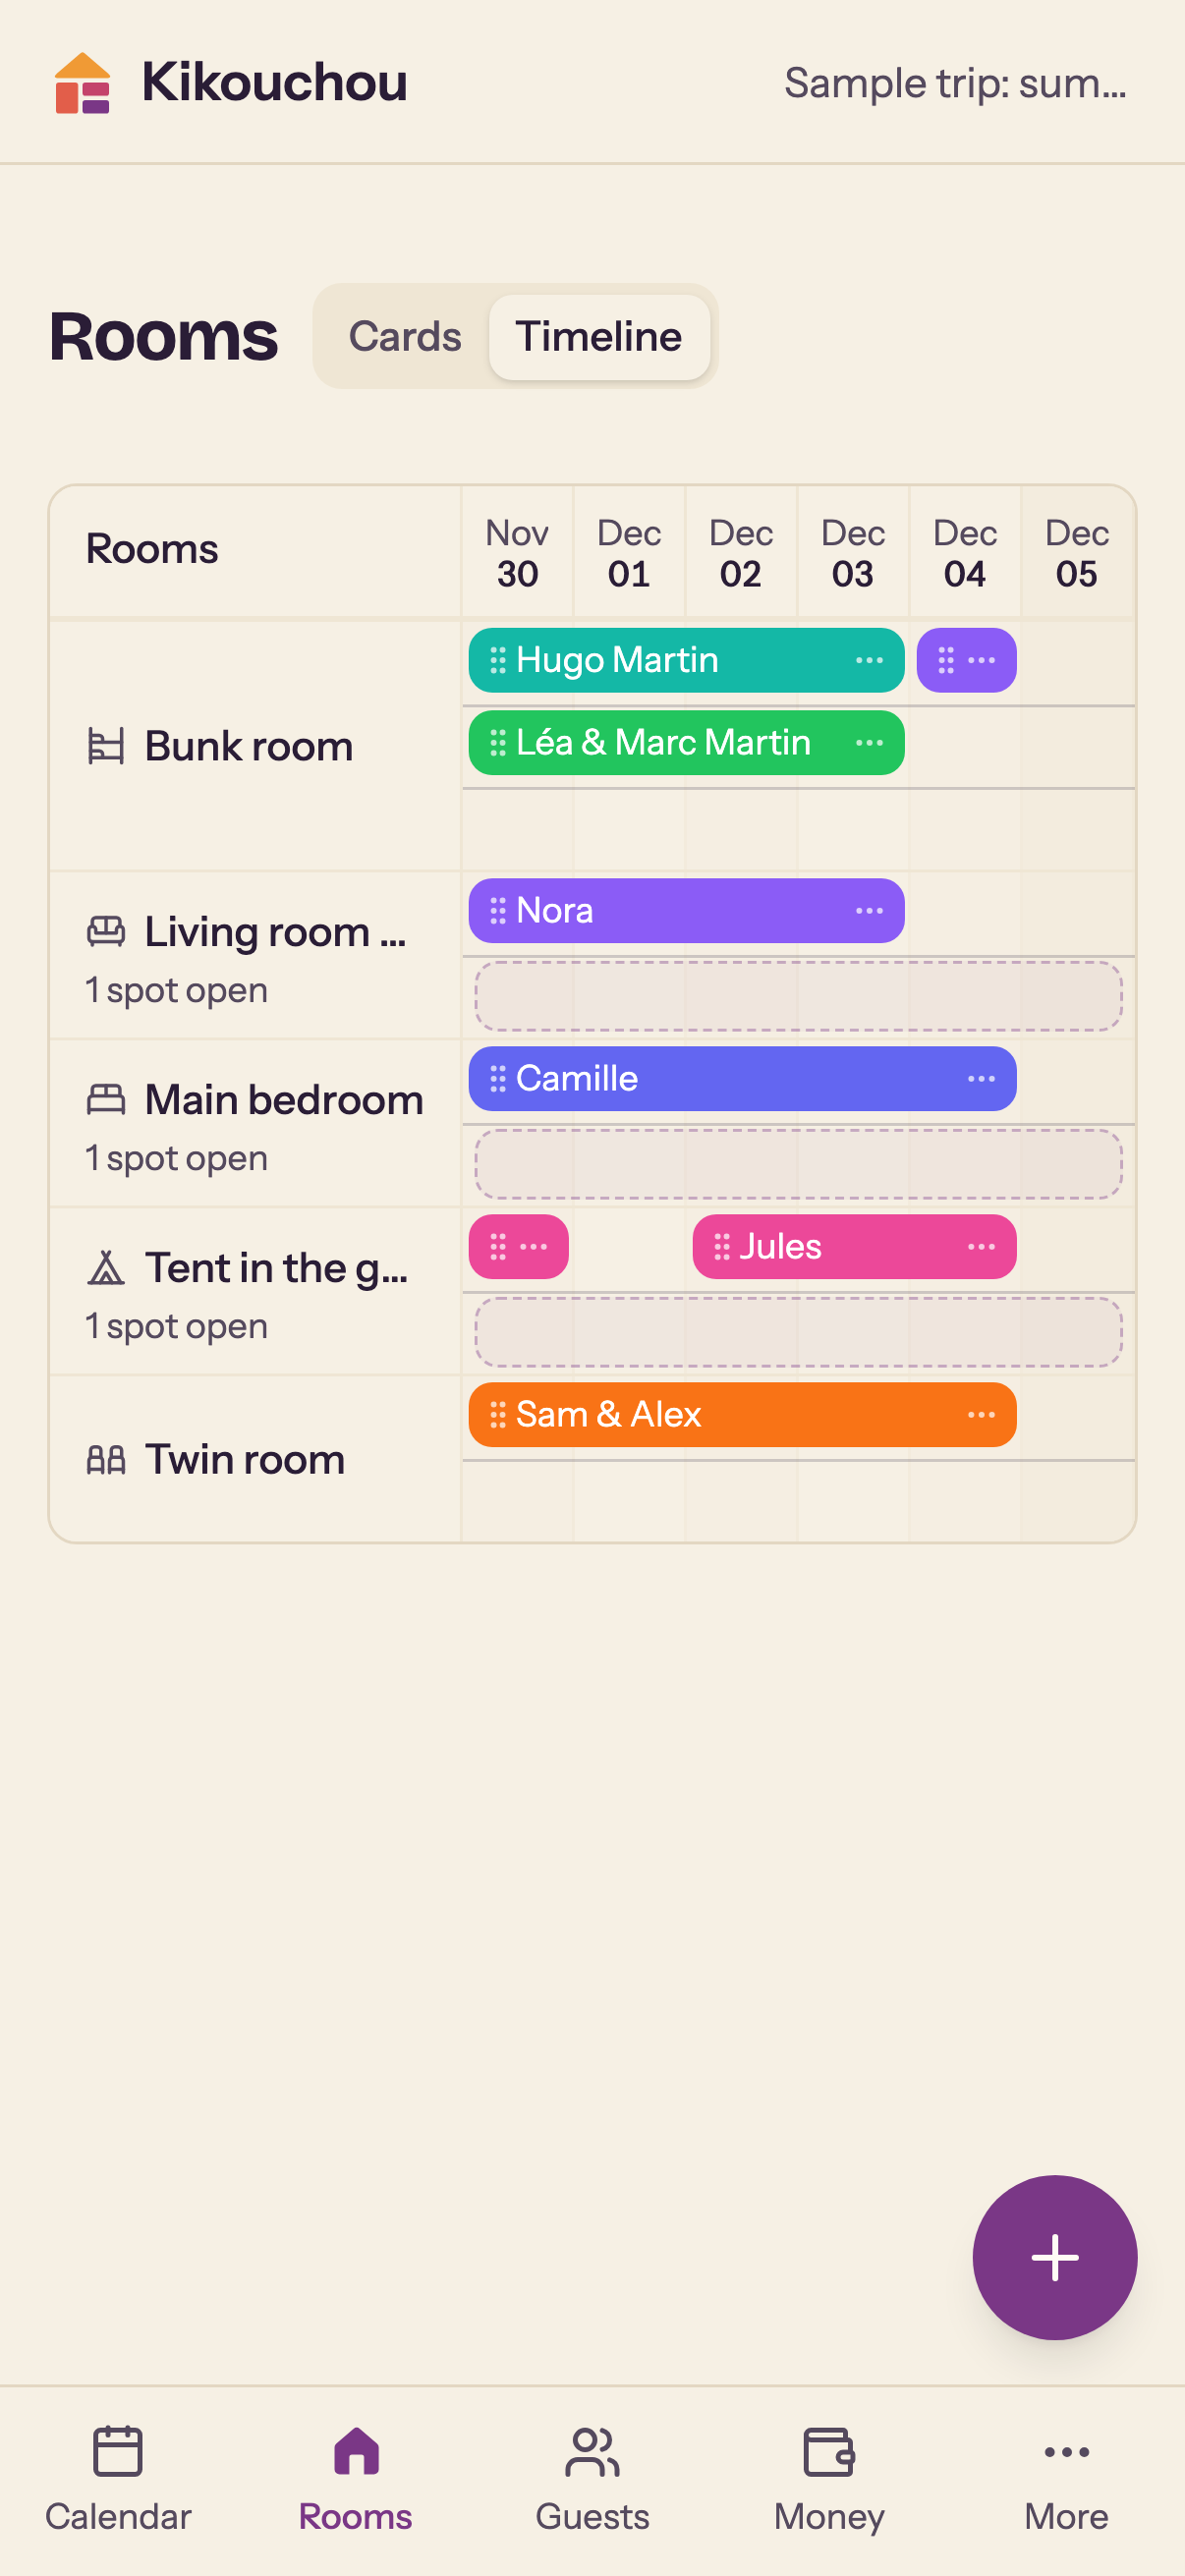 Kikouchou
Sample trip: sum...
Rooms
Cards
Timeline
Rooms
Nov 30
Dec 01
Dec 02
Dec 03
Dec 04
Dec 05
Bunk room
Hugo Martin
Léa & Marc Martin
Living room ...
1 spot open
Nora
Main bedroom
1 spot open
Camille
Tent in the g...
1 spot open
Jules
Twin room
Sam & Alex
Calendar
Rooms
Guests
Money
More